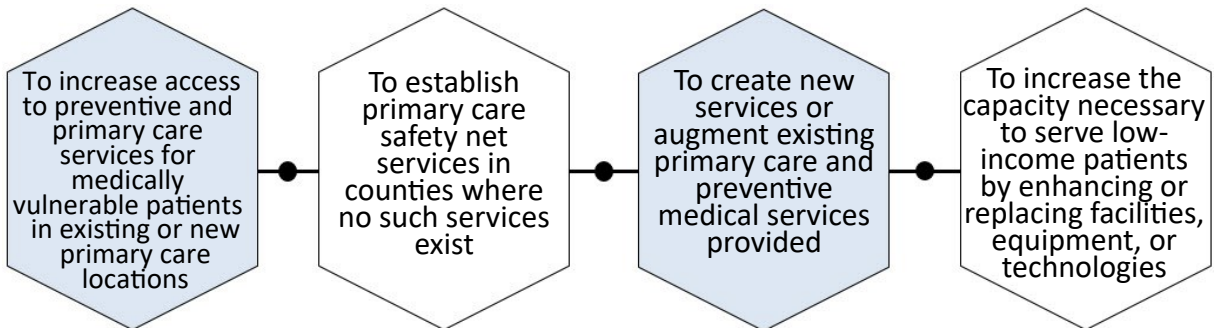 To increase access
to preventive and
primary care
services for
medically
vulnerable patients
in existing or new
primary care
locations
To establish
primary care
safety net
services in
counties where
no such services
exist
To create new
services or
augment existing
primary care and
preventive
medical services
provided
To increase the
capacity necessary
to serve low-
income patients
by enhancing or
replacing facilities,
equipment, or
technologies